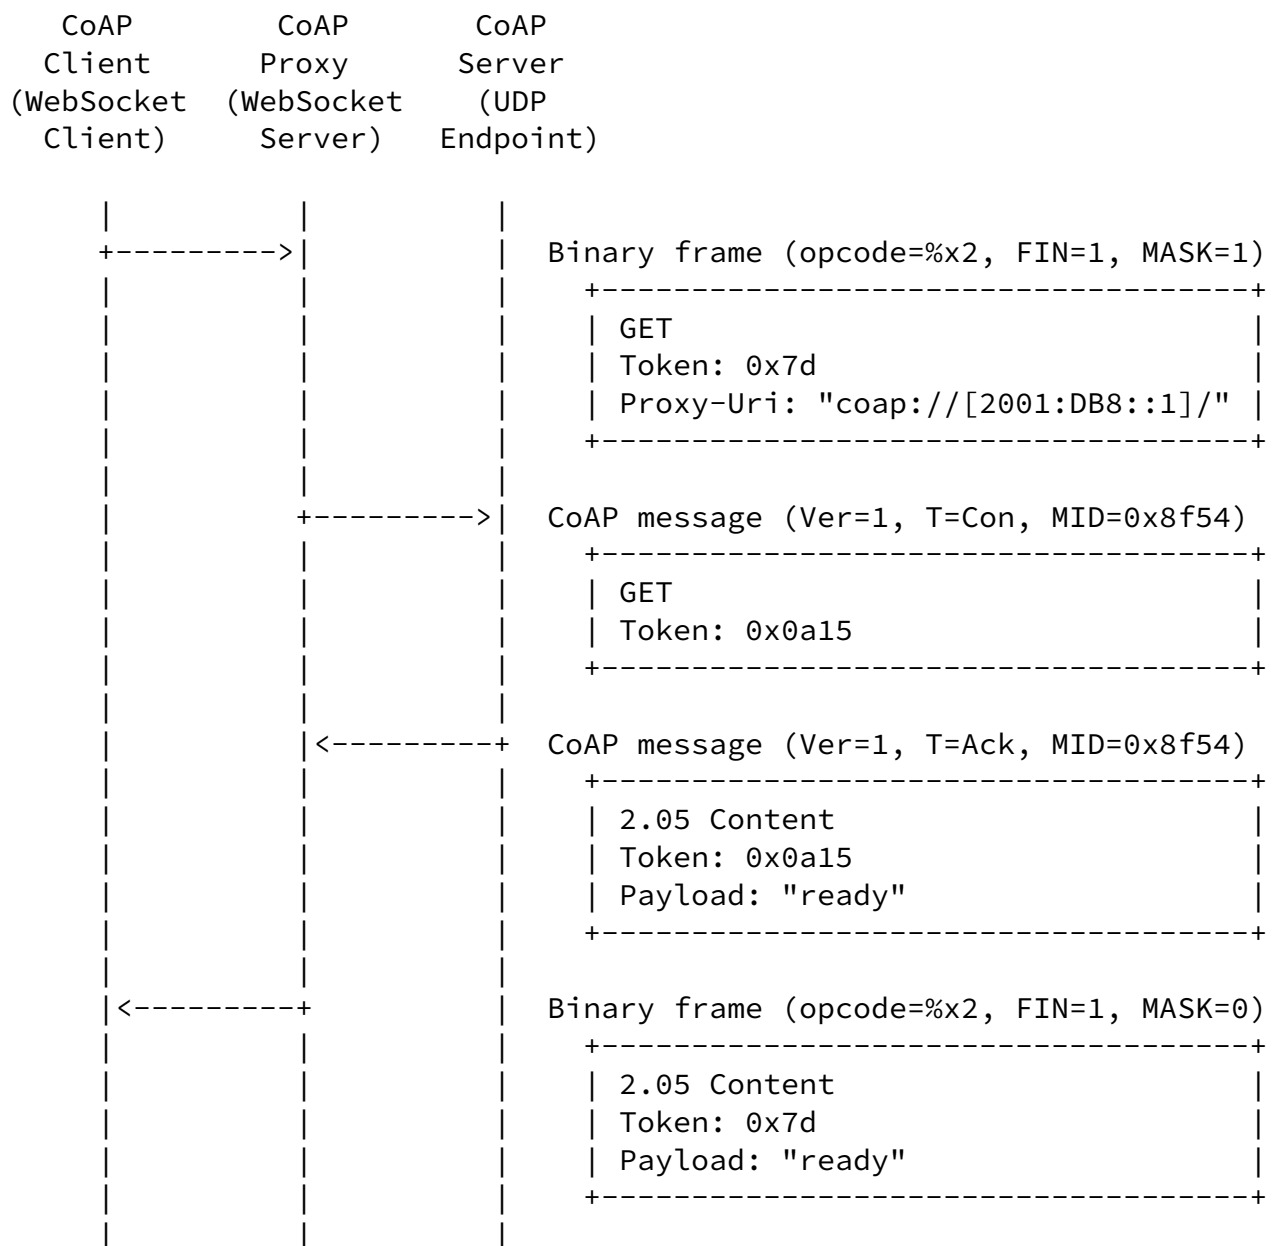 CoAP CoAP CoAP
Client Proxy Server
(WebSocket (WebSocket (UDP
Client) Server) Endpoint)
Binary frame (opcode=%x2, FIN=1, MASK=1)
GET
Token: 0x7d
Proxy-Uri: "coap://[2001:DB8::1]/"
CoAP message (Ver=1, T=Con, MID=0x8f54)
GET
Token: 0x0a15
CoAP message (Ver=1, T=Ack, MID=0x8f54)
2.05 Content
Token: 0x0a15
Payload: "ready"
Binary frame (opcode=%x2, FIN=1, MASK=0)
2.05 Content
Token: 0x7d
Payload: "ready"